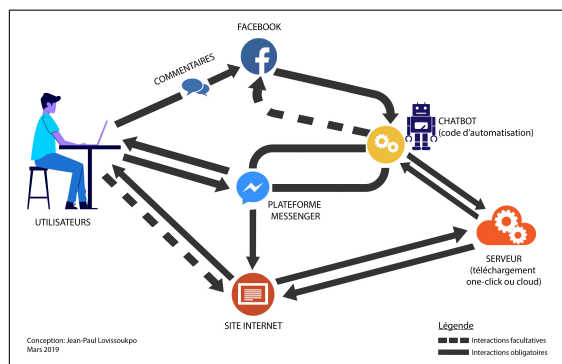 FACEBOOK
COMMENTAIRES
CHATBOT
(code d'automatisation)
UTILISATEURS
PLATEFORME
MESSENGER
SERVEUR
(téléchargement
one-click ou cloud)
SITE INTERNET
Légende
Interactions facultatives
Interactions obligatoires
Conception: Jean-Paul Lovissoukpo
Mars 2019